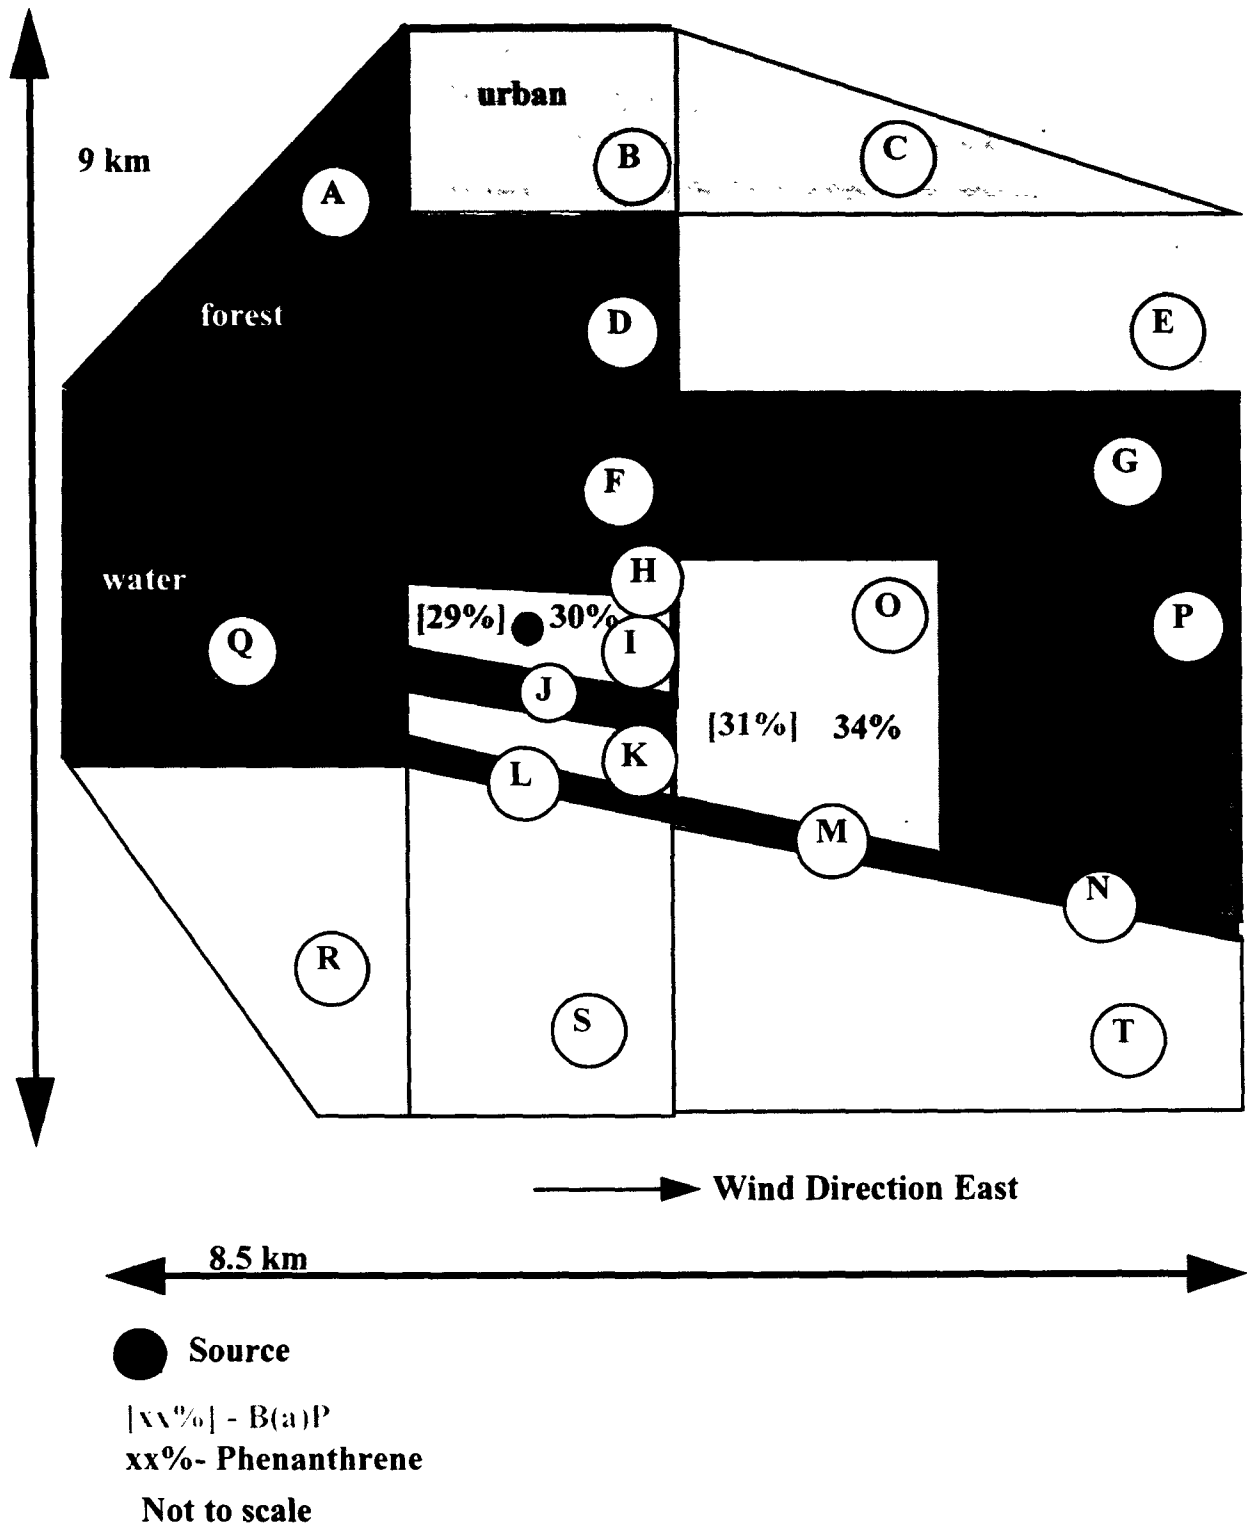 urban
B
C
9 km
A
forest
D
E
F
G
water
H
[29%] 30%
O
P
Q
I
J
[31%] 34%
K
L
M
N
R
S
T
Wind Direction East
8.5 km
Source
[xx%] - B(a)P
xx%- Phenanthrene
Not to scale